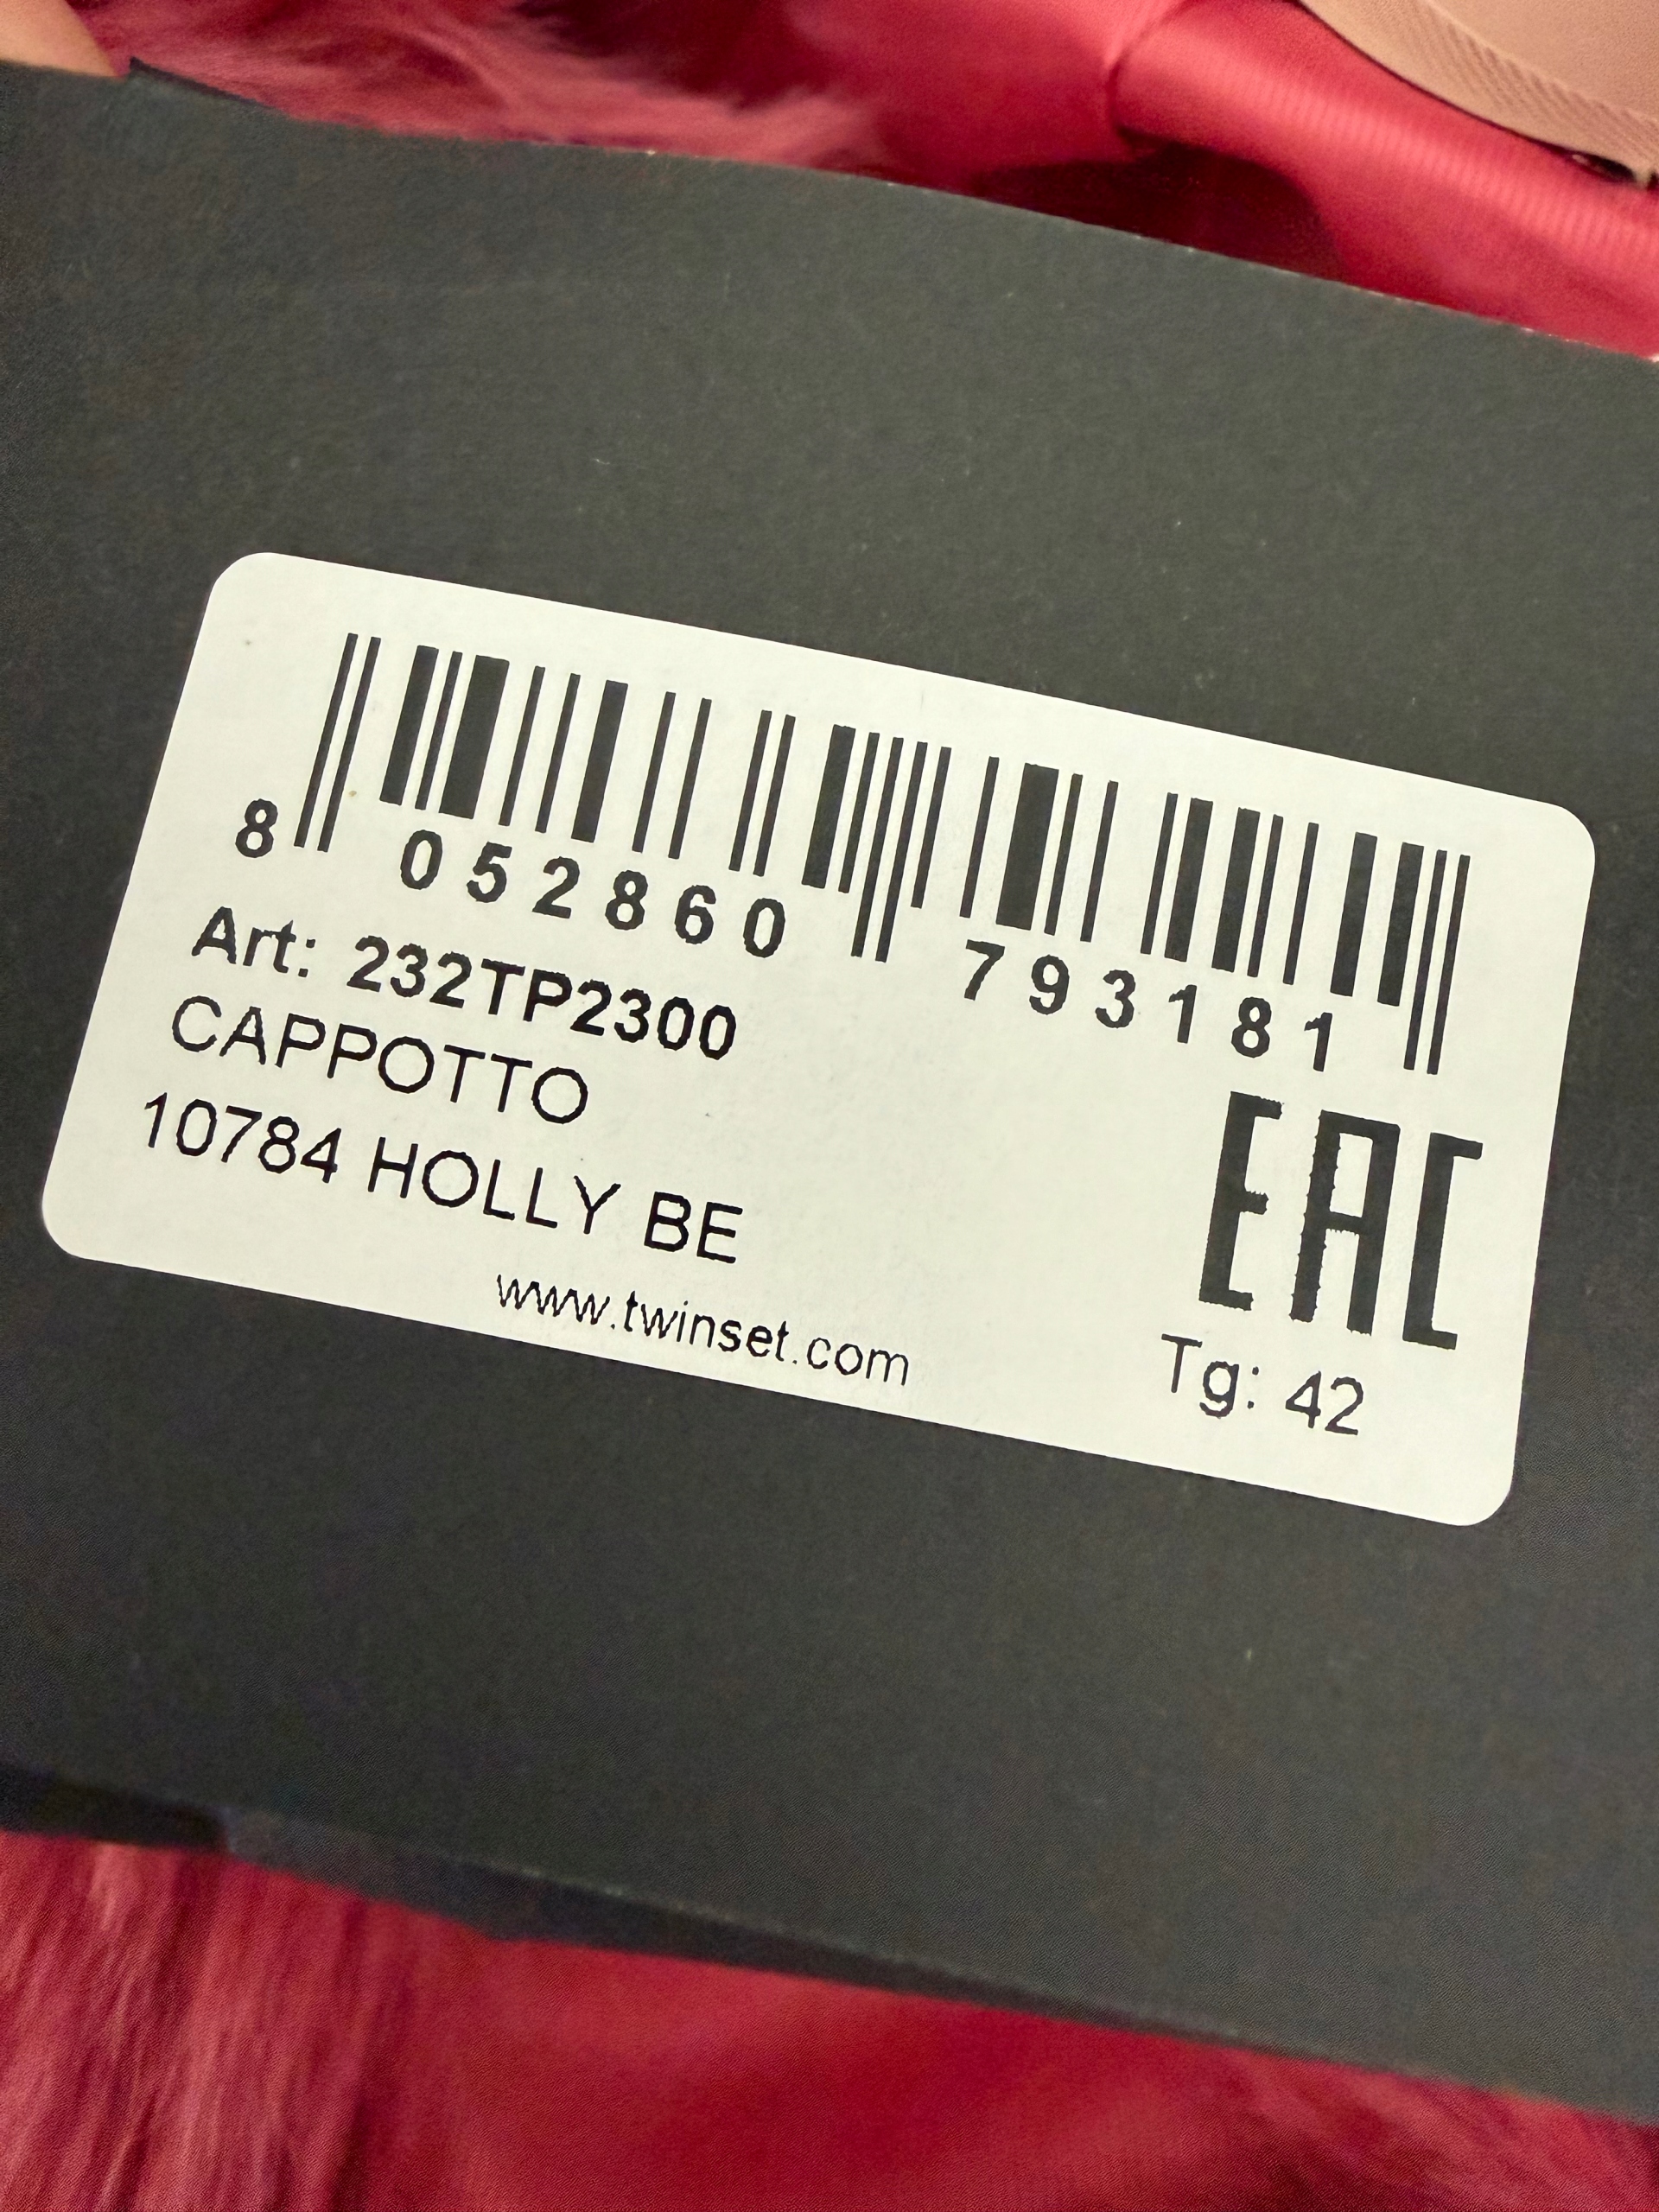 8 052860 793181
Art: 232TP2300
CAPPOTTO
10784 HOLLY BE
EAC
www.twinset.com
Tg: 42